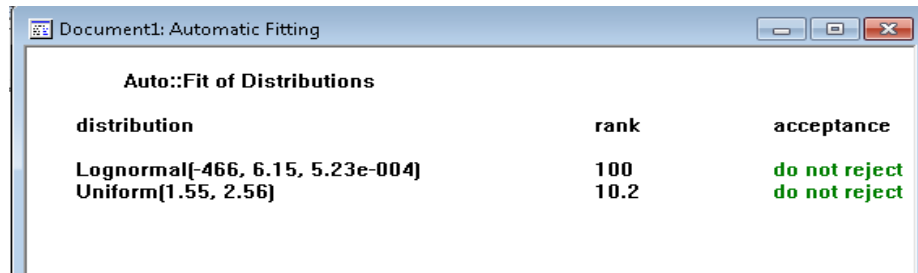 Document1: Automatic Fitting
Auto::Fit of Distributions
distribution rank acceptance
Lognormal(-466, 6.15, 5.23e-004) 100 do not reject
Uniform(1.55, 2.56) 10.2 do not reject